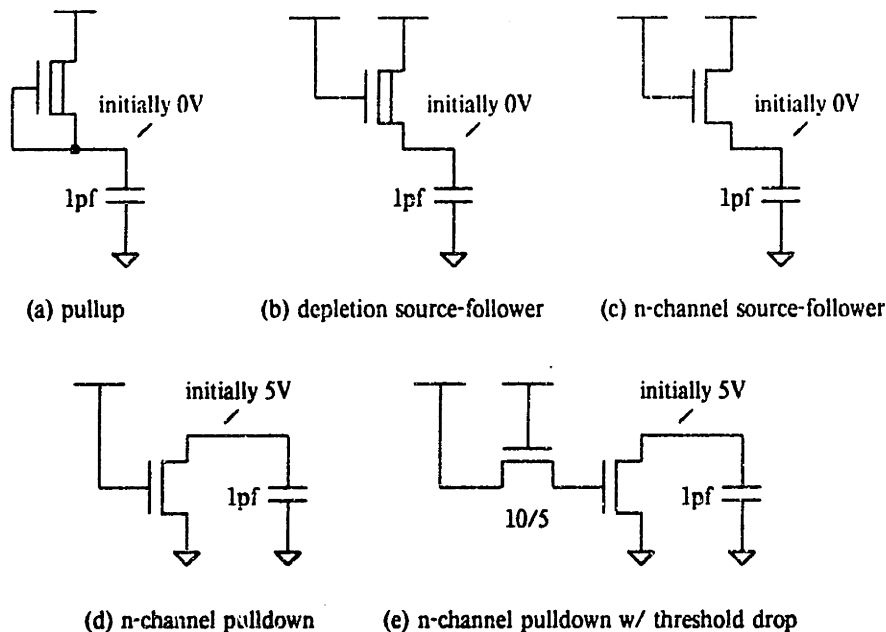 initially 0V
initially 0V
initially 0V
1pf
1pf
1pf
(a) pullup
(b) depletion source-follower
(c) n-channel source-follower
initially 5V
initially 5V
1pf
1pf
10/5
(d) n-channel pulldown
(e) n-channel pulldown w/ threshold drop